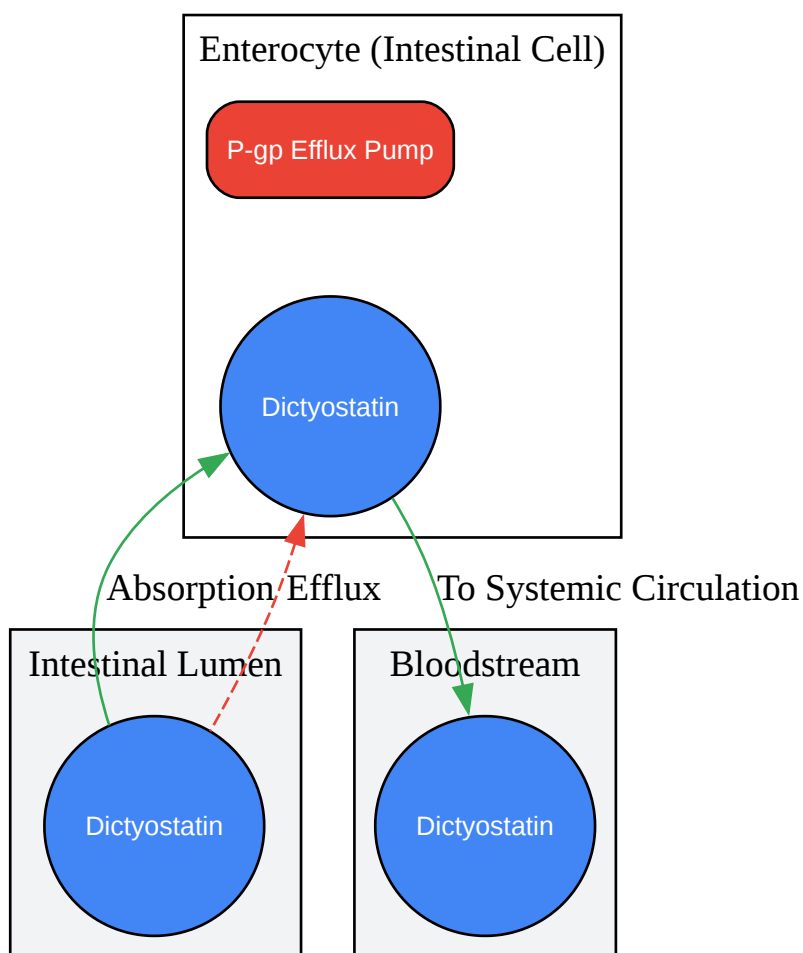 Enterocyte (Intestinal Cell)
P-gp Efflux Pump
Dictyostatin
Absorption
Efflux
To Systemic Circulation
Intestinal Lumen
Bloodstream
Dictyostatin
Dictyostatin